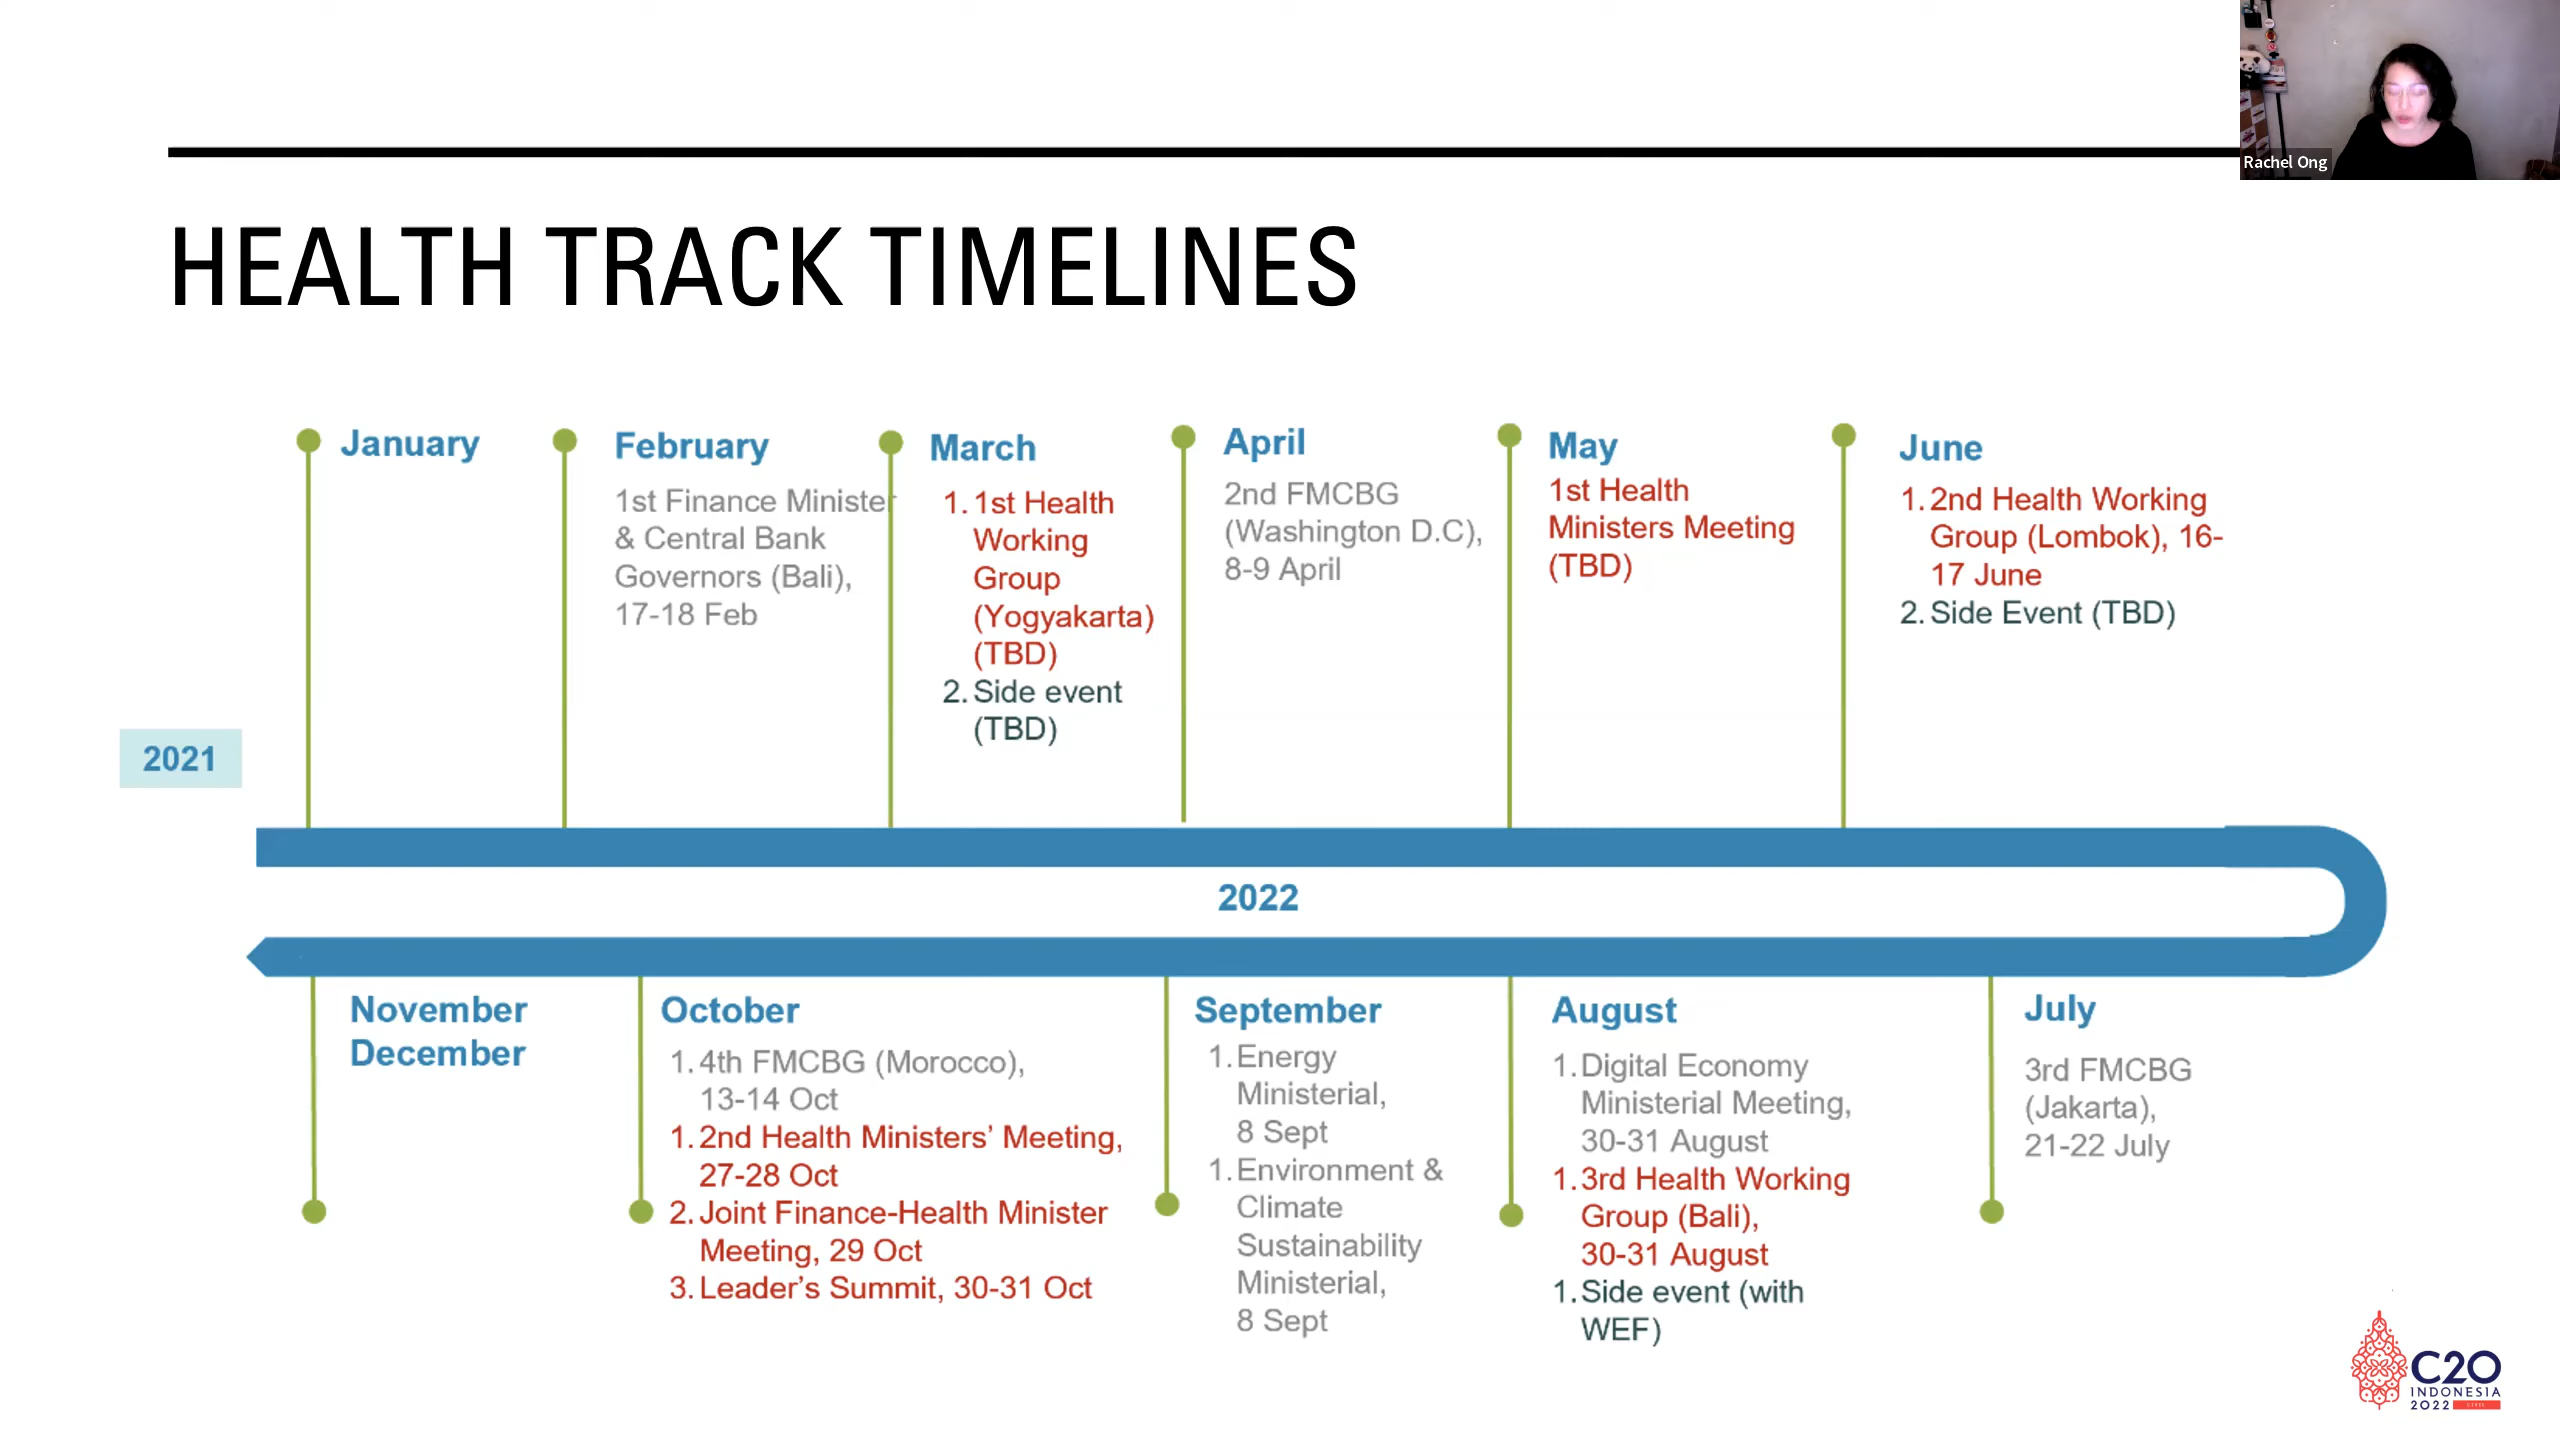 Rachel Ong
HEALTH TRACK TIMELINES
January
February
1st Finance Minister
& Central Bank
Governors (Bali),
17-18 Feb
March
1. 1st Health
Working
Group
(Yogyakarta)
(TBD)
2. Side event
(TBD)
April
2nd FMCBG
(Washington D.C),
8-9 April
May
1st Health
Ministers Meeting
(TBD)
June
1. 2nd Health Working
Group (Lombok), 16-
17 June
2. Side Event (TBD)
2021
2022
November
December
October
1. 4th FMCBG (Morocco),
13-14 Oct
1. 2nd Health Ministers’ Meeting,
27-28 Oct
2. Joint Finance-Health Minister
Meeting, 29 Oct
3. Leader’s Summit, 30-31 Oct
September
1. Energy
Ministerial,
8 Sept
1. Environment &
Climate
Sustainability
Ministerial,
8 Sept
August
1. Digital Economy
Ministerial Meeting,
30-31 August
1. 3rd Health Working
Group (Bali),
30-31 August
1. Side event (with
WEF)
July
3rd FMCBG
(Jakarta),
21-22 July
C20
INDONESIA
2022